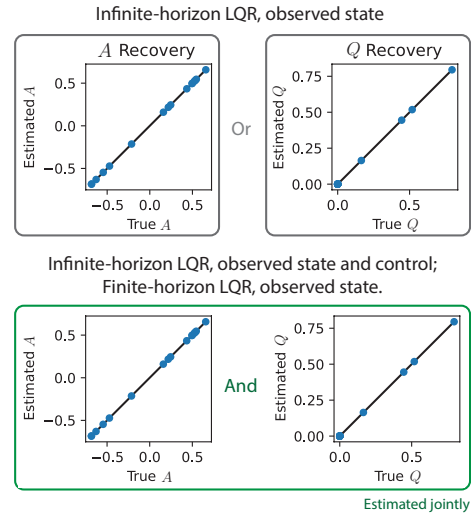 Infinite-horizon LQR, observed state
A Recovery
Estimated A
0.5
0.0
−0.5
−0.5 0.0 0.5
True A
Or
Q Recovery
Estimated Q
0.75
0.50
0.25
0.00
0.0 0.5
True Q
Infinite-horizon LQR, observed state and control;
Finite-horizon LQR, observed state.
Estimated A
0.5
0.0
−0.5
−0.5 0.0 0.5
True A
And
Estimated Q
0.75
0.50
0.25
0.00
0.0 0.5
True Q
Estimated jointly